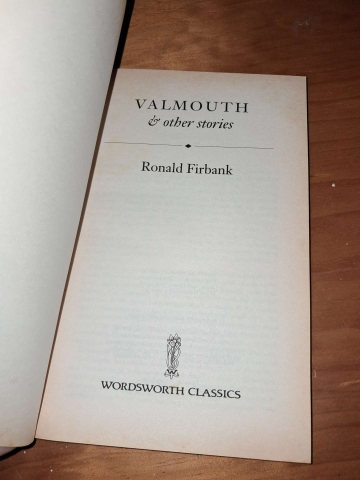 VALMOUTH
& other stories
Ronald Firbank
WORDSWORTH CLASSICS